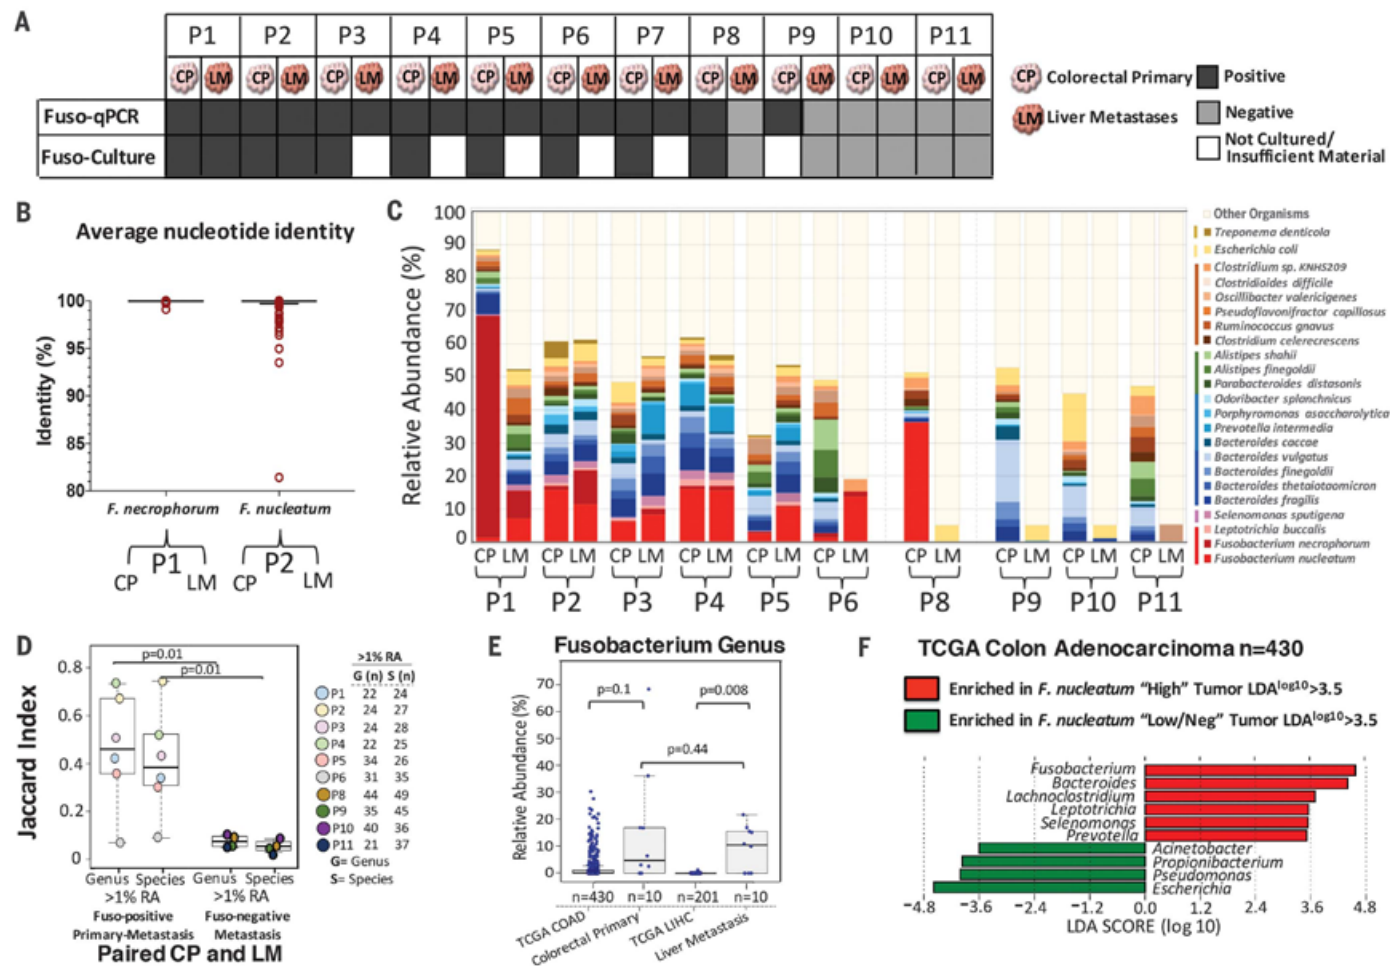 A
P1 P2 P3 P4 P5 P6 P7 P8 P9 P10 P11
CP LM CP LM CP LM CP LM CP LM CP LM CP LM CP LM CP LM CP LM CP LM
Fuso-qPCR
Fuso-Culture
CP Colorectal Primary
LM Liver Metastases
Positive
Negative
Not Cultured/
Insufficient Material
B
Average nucleotide identity
Identity (%)
100
95
90
85
80
F. necrophorum F. nucleatum
P1 P2
CP LM CP LM
C
Relative Abundance (%)
100
90
80
70
60
50
40
30
20
10
0
CP LM CP LM CP LM CP LM CP LM CP LM CP LM CP LM CP LM CP LM
P1 P2 P3 P4 P5 P6 P8 P9 P10 P11
Other Organisms
Treponema denticola
Escherichia coli
Clostridium sp. KNHS209
Clostridioides difficile
Oscillibacter valericigenes
Pseudoflavonifractor capillosus
Ruminococcus gnavus
Clostridium celerecrescens
Alistipes shahii
Alistipes finegoldii
Parabacteroides distasonis
Odoribacter splanchnicus
Porphyromonas asaccharolytica
Prevotella intermedia
Bacteroides coccae
Bacteroides vulgatus
Bacteroides finegoldii
Bacteroides thetaiotaomicron
Bacteroides fragilis
Selenomonas sputigena
Leptotrichia buccalis
Fusobacterium necrophorum
Fusobacterium nucleatum
D
Jaccard Index
0.8
0.6
0.4
0.2
0
p=0.01
p=0.01
Genus Species Genus Species
>1% RA >1% RA
Fuso-positive Fuso-negative
Primary-Metastasis Metastasis
Paired CP and LM
>1% RA
G (n) S (n)
P1 22 24
P2 24 27
P3 24 28
P4 22 25
P5 34 26
P6 31 35
P8 44 49
P9 35 45
P10 40 36
P11 21 37
G= Genus
S= Species
E
Fusobacterium Genus
Relative Abundance (%)
70
60
50
40
30
20
10
0
p=0.1
p=0.008
p=0.44
n=430 n=10 n=201 n=10
TCGA COAD
Colorectal Primary
TCGA LIHC
Liver Metastasis
F
TCGA Colon Adenocarcinoma n=430
Enriched in F. nucleatum “High” Tumor LDAlog10>3.5
Enriched in F. nucleatum “Low/Neg” Tumor LDAlog10>3.5
Fusobacterium
Bacteroides
Lachnoclostridium
Leptotrichia
Selenomonas
Prevotella
Acinetobacter
Propionibacterium
Pseudomonas
Escherichia
−4.8 −3.6 −2.4 −1.2 0.0 1.2 2.4 3.6 4.8
LDA SCORE (log 10)